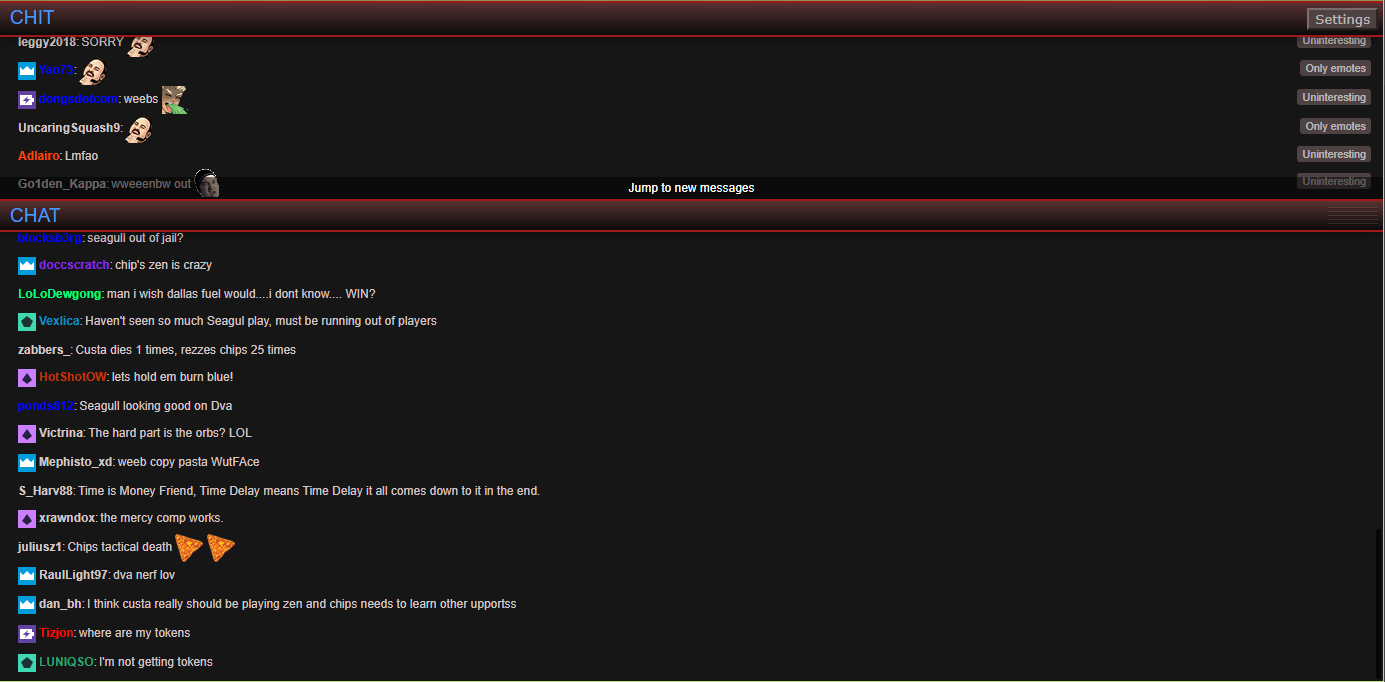 CHIT
Settings
leggy2018: SORRY Uninteresting
Yuo73: Only emotes
dongsdotcom: weebs Uninteresting
UncaringSquash9: Only emotes
Adlairo: Lmfao Uninteresting
Go1den_Kappa: wweeenbw out Uninteresting
Jump to new messages
CHAT
: seagull out of jail?
doccscratch: chip's zen is crazy
LoLoDewgong: man i wish dallas fuel would....i dont know.... WIN?
Vexlica: Haven't seen so much Seagul play, must be running out of players
zabbers_: Custa dies 1 times, rezzes chips 25 times
HotShotOW: lets hold em burn blue!
ponds812: Seagull looking good on Dva
Victrina: The hard part is the orbs? LOL
Mephisto_xd: weeb copy pasta WutFAce
S_Harv88: Time is Money Friend, Time Delay means Time Delay it all comes down to it in the end.
xrawndox: the mercy comp works.
juliusz1: Chips tactical death
RaulLight97: dva nerf lov
dan_bh: I think custa really should be playing zen and chips needs to learn other upportss
Tizjon: where are my tokens
LUNIQSO: I'm not getting tokens